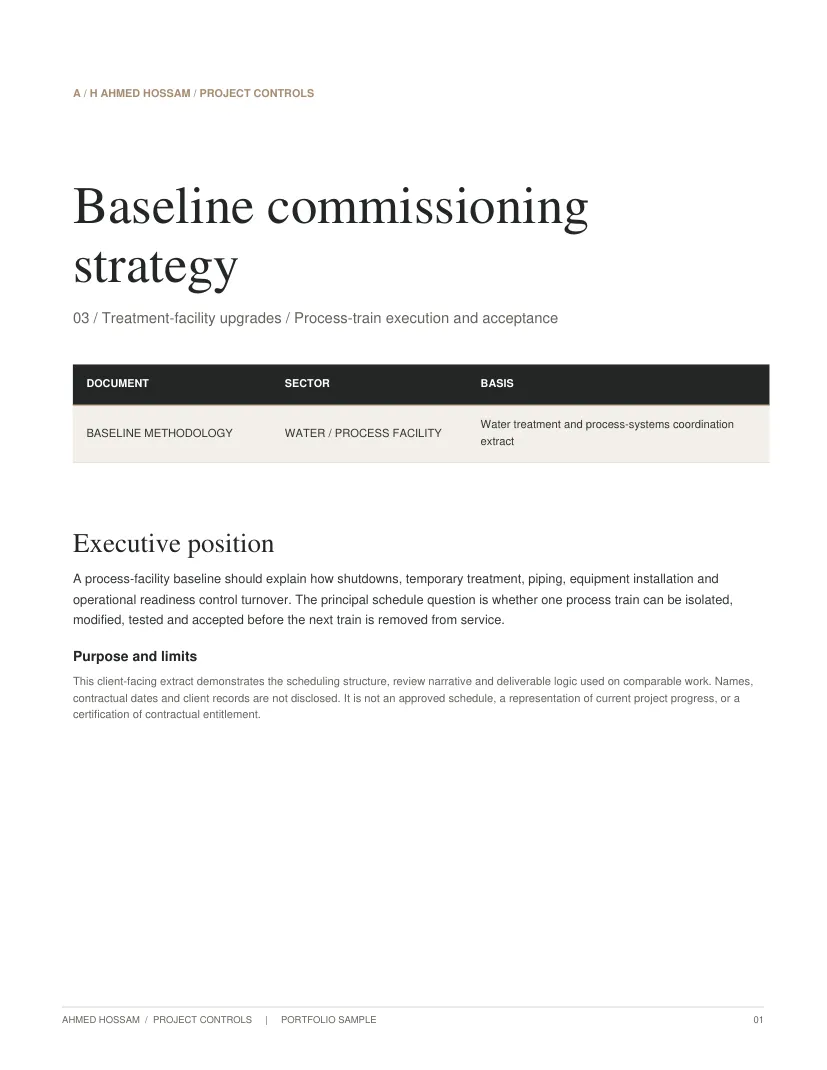 A / H AHMED HOSSAM / PROJECT CONTROLS
Baseline commissioning
strategy
03 / Treatment-facility upgrades / Process-train execution and acceptance
DOCUMENT SECTOR BASIS
BASELINE METHODOLOGY WATER / PROCESS FACILITY Water treatment and process-systems coordination
extract
Executive position
A process-facility baseline should explain how shutdowns, temporary treatment, piping, equipment installation and
operational readiness control turnover. The principal schedule question is whether one process train can be isolated,
modified, tested and accepted before the next train is removed from service.
Purpose and limits
This client-facing extract demonstrates the scheduling structure, review narrative and deliverable logic used on comparable work. Names,
contractual dates and client records are not disclosed. It is not an approved schedule, a representation of current project progress, or a
certification of contractual entitlement.
AHMED HOSSAM / PROJECT CONTROLS | PORTFOLIO SAMPLE 01